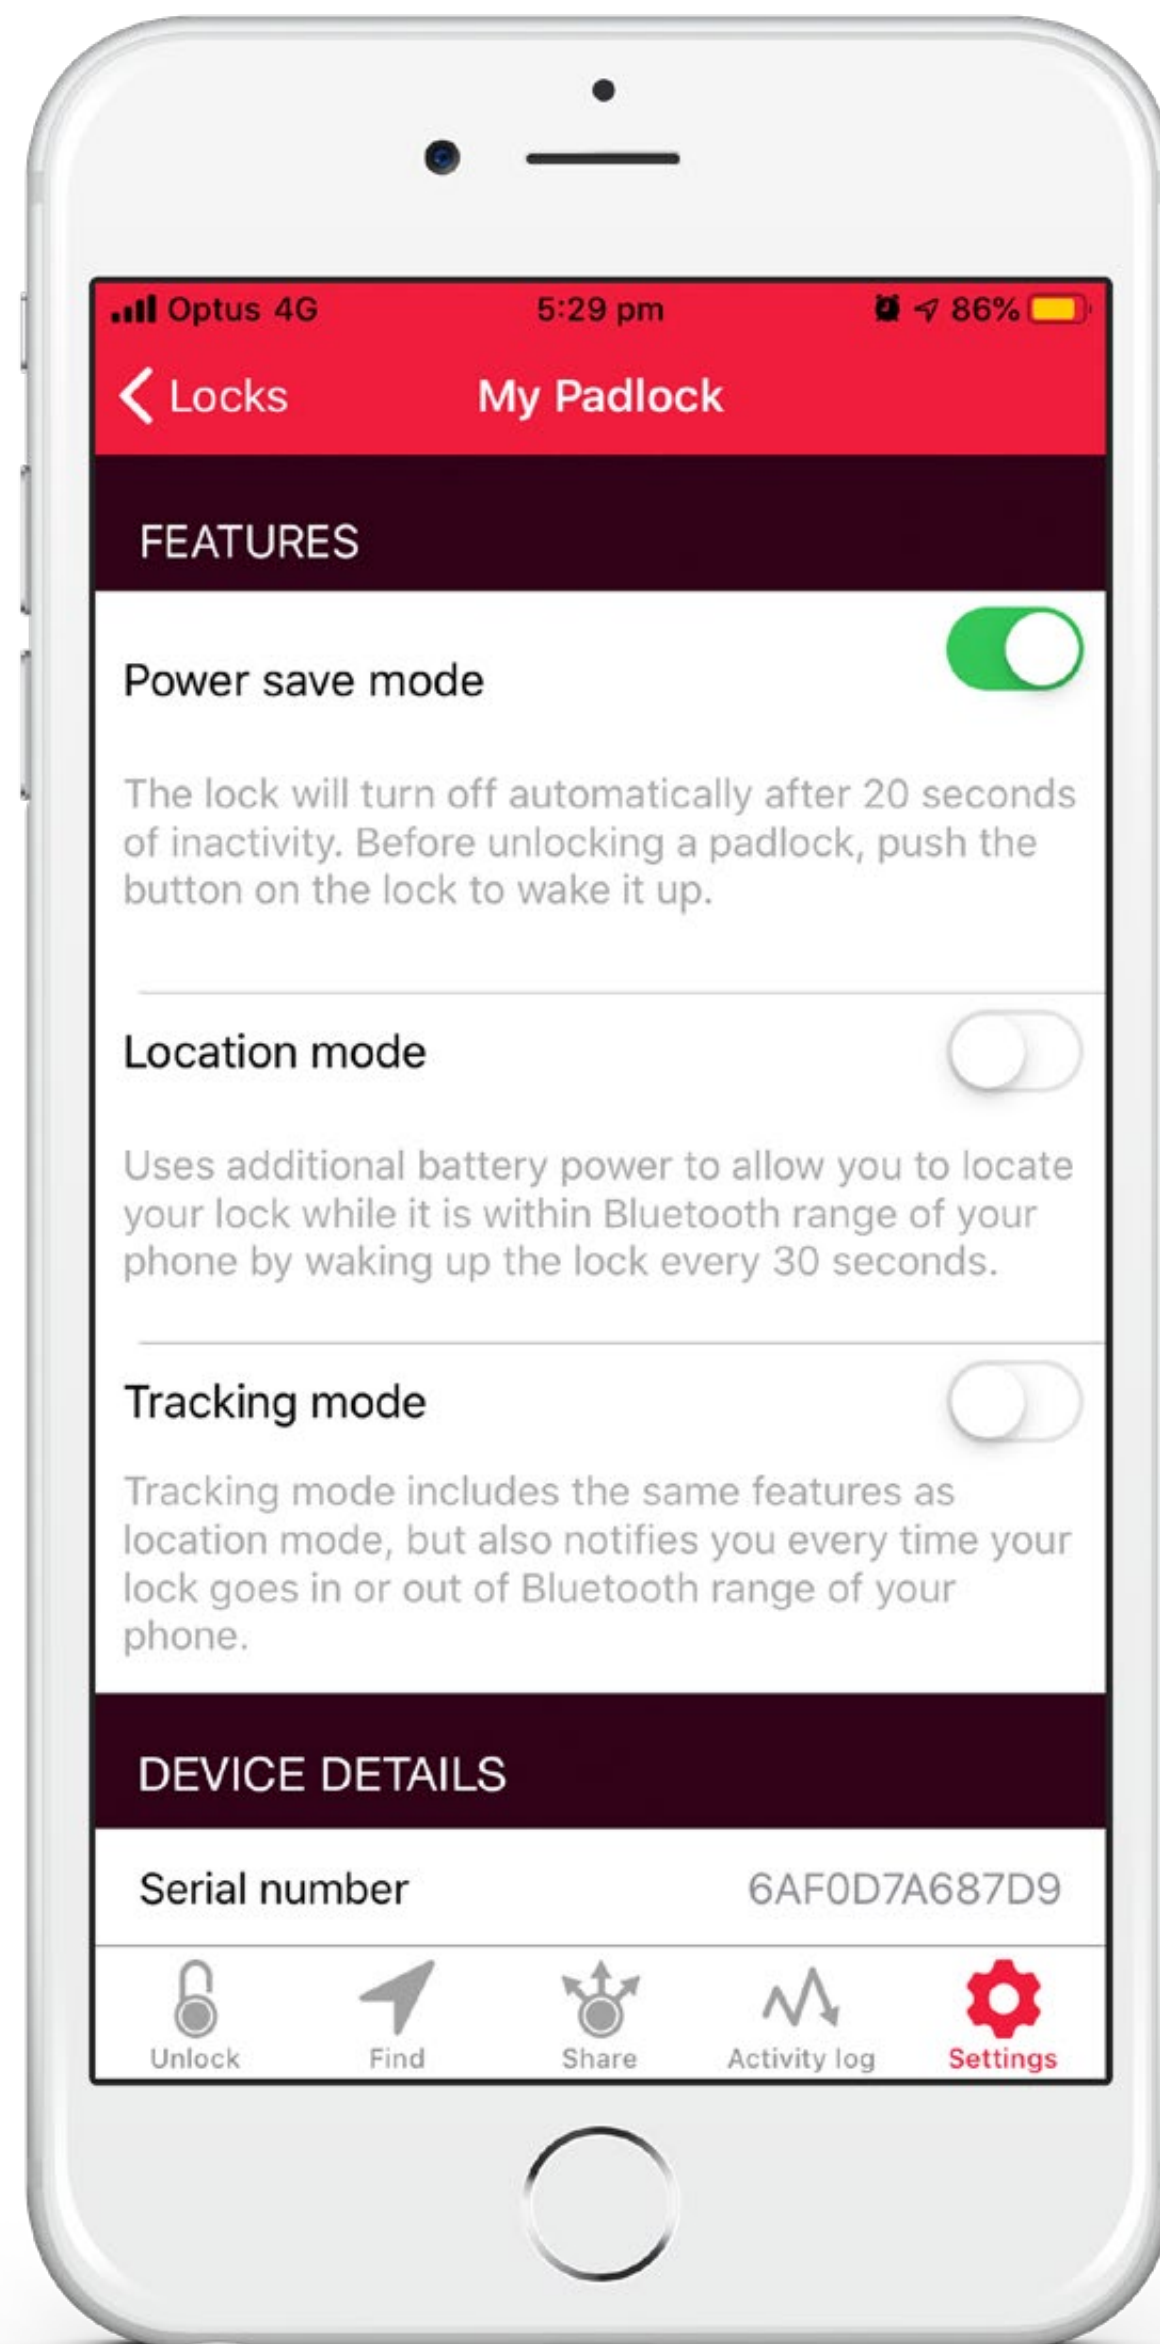 Optus 4G 5:29 pm 86%
Locks My Padlock
FEATURES
Power save mode
The lock will turn off automatically after 20 seconds
of inactivity. Before unlocking a padlock, push the
button on the lock to wake it up.
Location mode
Uses additional battery power to allow you to locate
your lock while it is within Bluetooth range of your
phone by waking up the lock every 30 seconds.
Tracking mode
Tracking mode includes the same features as
location mode, but also notifies you every time your
lock goes in or out of Bluetooth range of your
phone.
DEVICE DETAILS
Serial number 6AF0D7A687D9
Unlock Find Share Activity log Settings